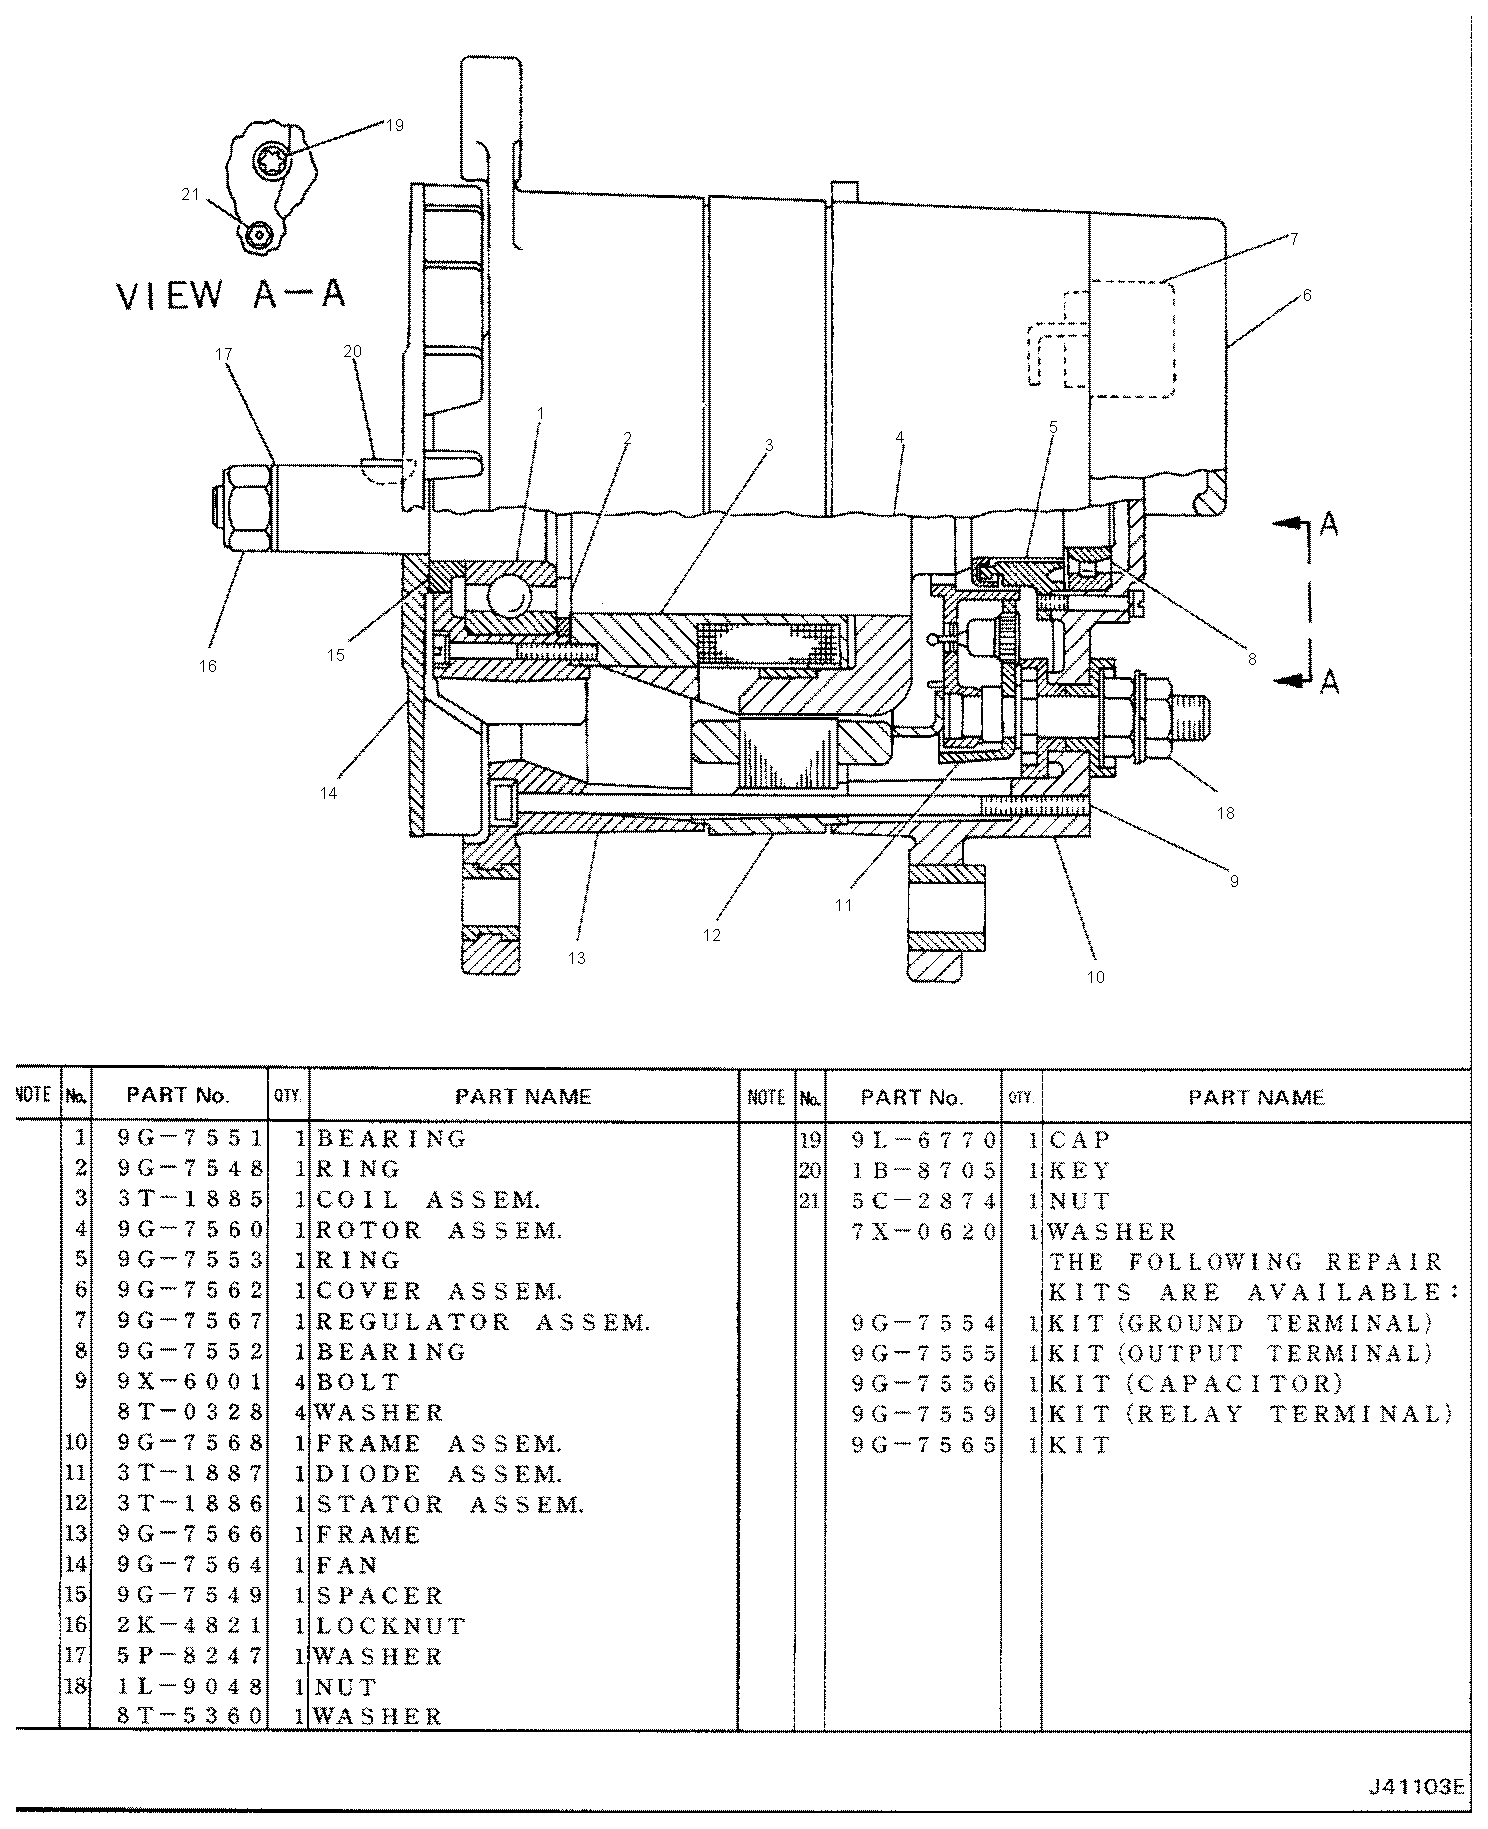 19
21
VIEW A-A
7
6
17
20
1
2
3
4
5
A
15
16
8
A
14
18
11
9
12
13
10
NOTE No. PART No. QTY. PART NAME
1 9G-7551 1 BEARING
2 9G-7548 1 RING
3 3T-1885 1 COIL ASSEM.
4 9G-7560 1 ROTOR ASSEM.
5 9G-7553 1 RING
6 9G-7562 1 COVER ASSEM.
7 9G-7567 1 REGULATOR ASSEM.
8 9G-7552 1 BEARING
9 9X-6001 4 BOLT
8T-0328 4 WASHER
10 9G-7568 1 FRAME ASSEM.
11 3T-1887 1 DIODE ASSEM.
12 3T-1886 1 STATOR ASSEM.
13 9G-7566 1 FRAME
14 9G-7564 1 FAN
15 9G-7549 1 SPACER
16 2K-4821 1 LOCKNUT
17 5P-8247 1 WASHER
18 1L-9048 1 NUT
8T-5360 1 WASHER
NOTE No. PART No. QTY. PART NAME
19 9L-6770 1 CAP
20 1B-8705 1 KEY
21 5C-2874 1 NUT
7X-0620 1 WASHER
THE FOLLOWING REPAIR
KITS ARE AVAILABLE:
9G-7554 1 KIT (GROUND TERMINAL)
9G-7555 1 KIT (OUTPUT TERMINAL)
9G-7556 1 KIT (CAPACITOR)
9G-7559 1 KIT (RELAY TERMINAL)
9G-7565 1 KIT
J41103E